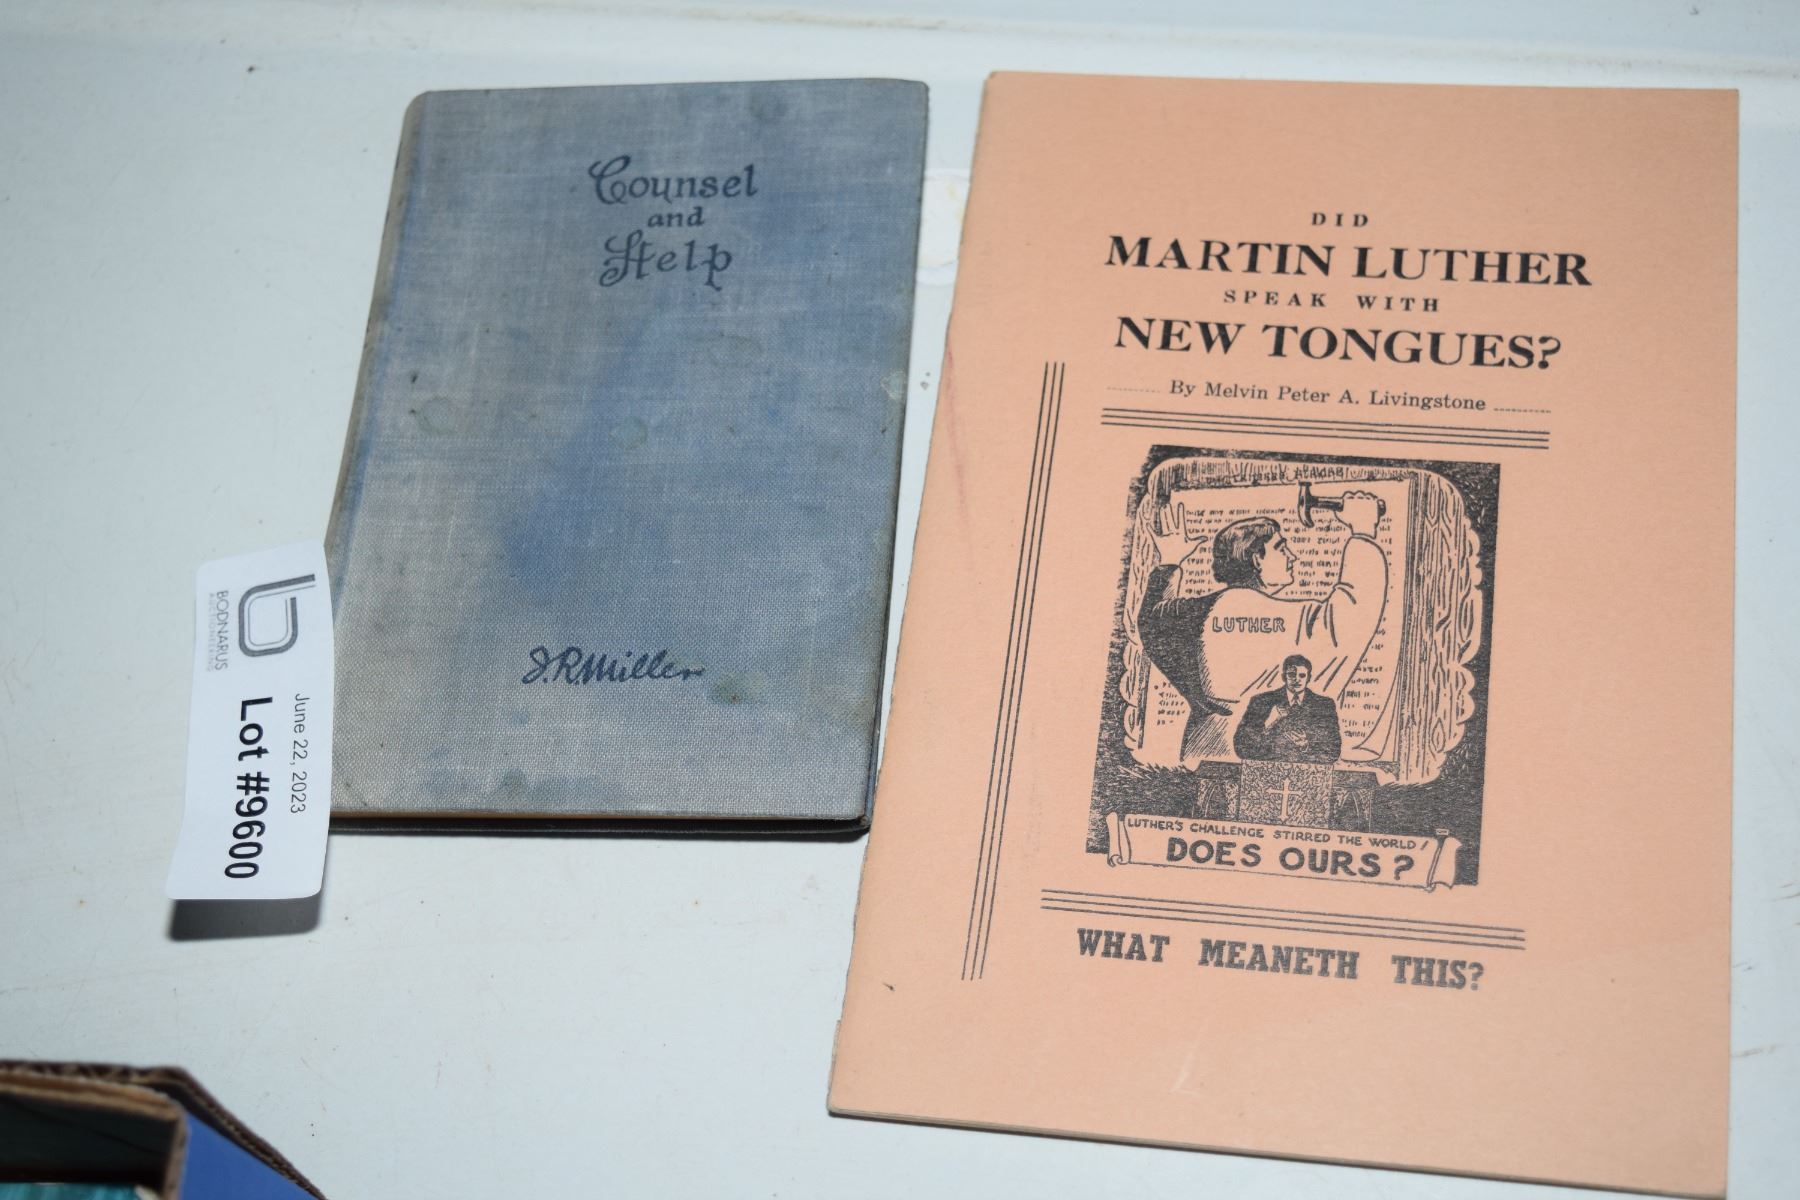 Counsel
and
Help
J.R.Miller
BODNARUS
AUCTIONEERING
June 22, 2023
Lot #9600
DID
MARTIN LUTHER
SPEAK WITH
NEW TONGUES?
By Melvin Peter A. Livingstone
LUTHER
LUTHER'S CHALLENGE STIRRED THE WORLD!
DOES OURS?
WHAT MEANETH THIS?